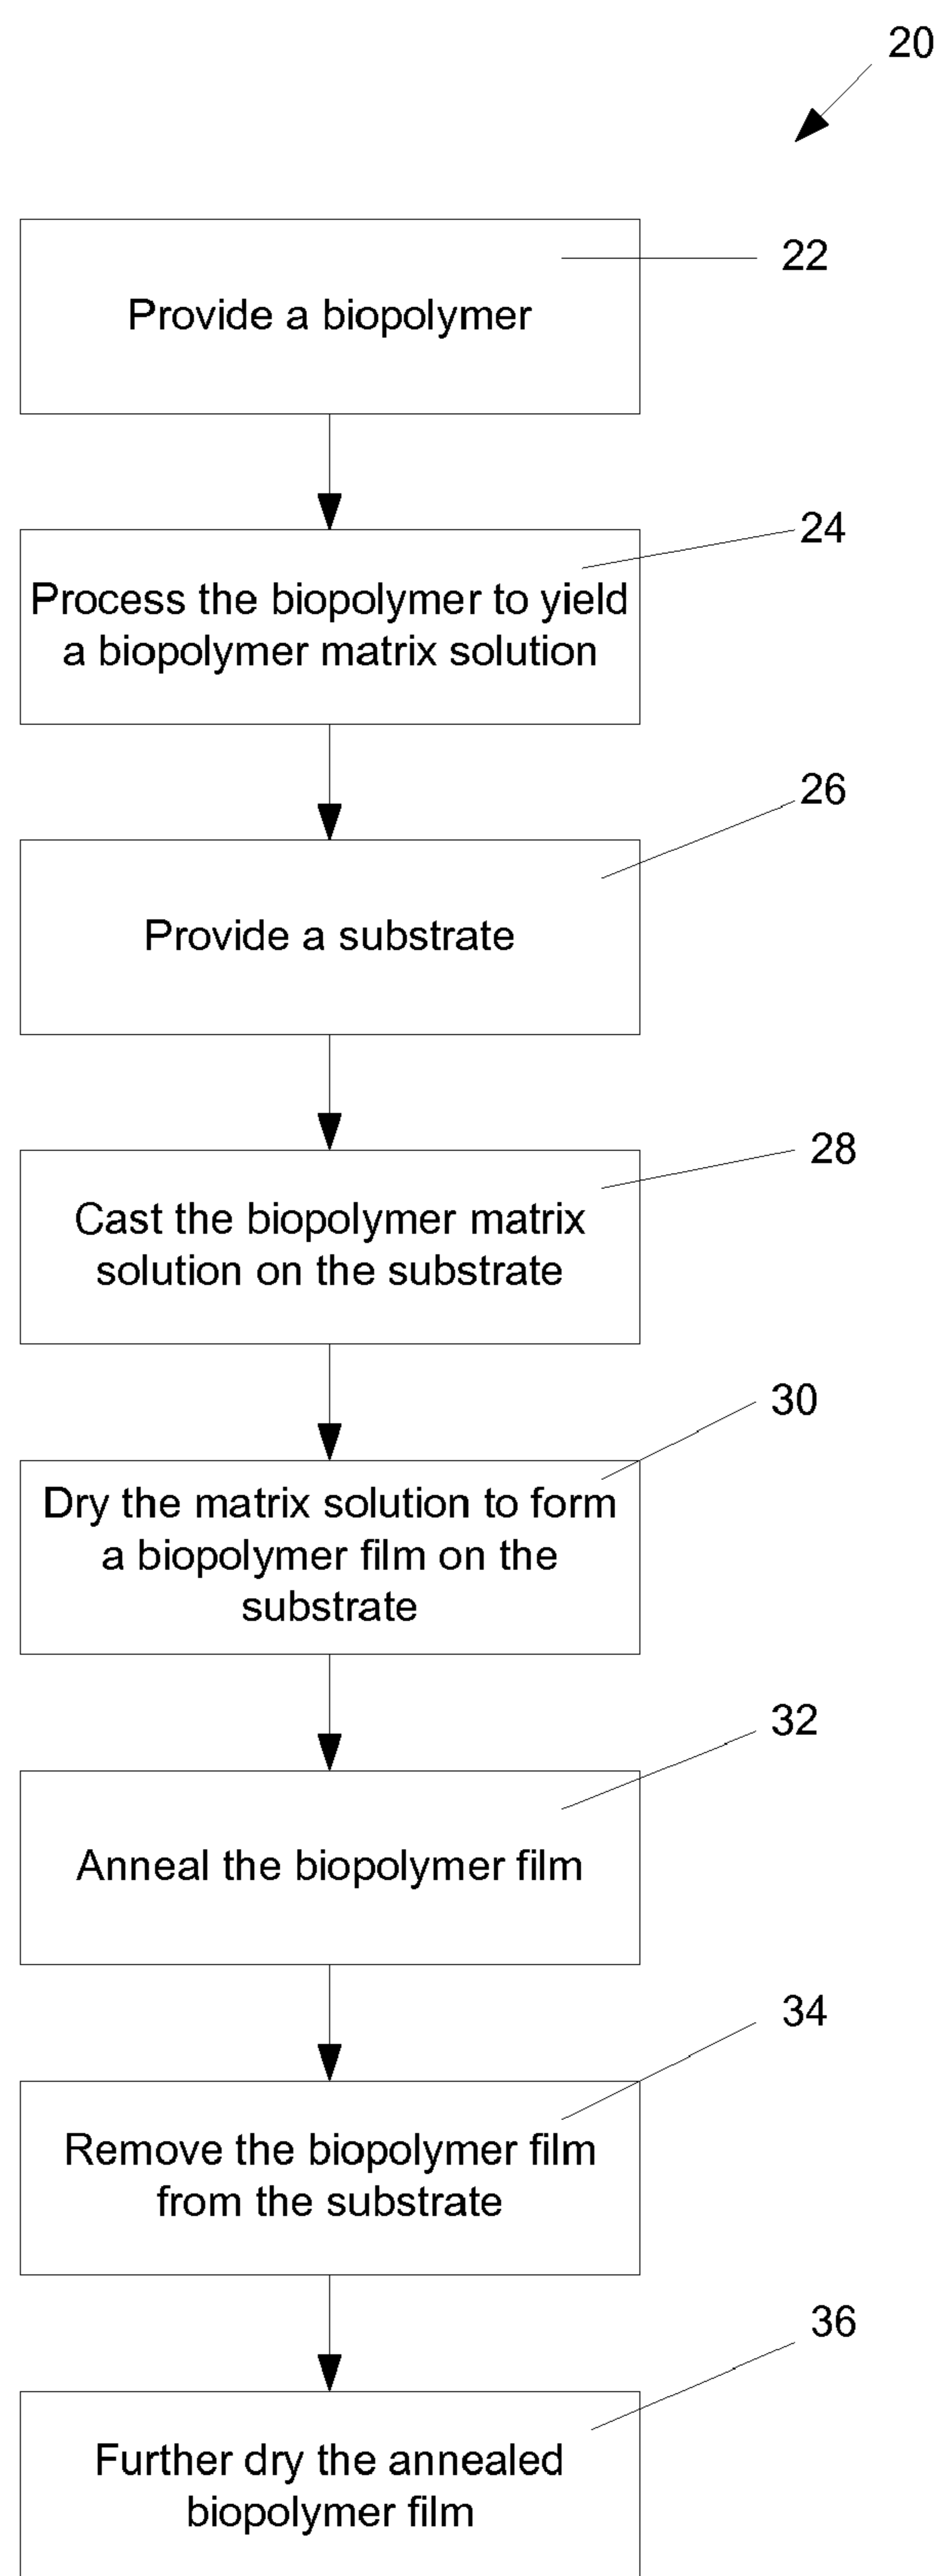 20
22
Provide a biopolymer
24
Process the biopolymer to yield
a biopolymer matrix solution
26
Provide a substrate
28
Cast the biopolymer matrix
solution on the substrate
30
Dry the matrix solution to form
a biopolymer film on the
substrate
32
Anneal the biopolymer film
34
Remove the biopolymer film
from the substrate
36
Further dry the annealed
biopolymer film